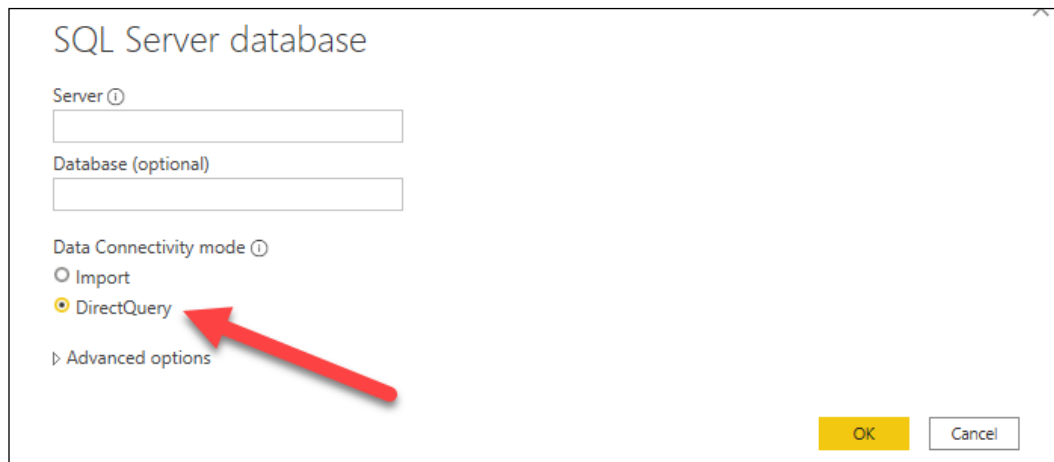 SQL Server database
Server
Database (optional)
Data Connectivity mode
Import
DirectQuery
Advanced options
OK Cancel